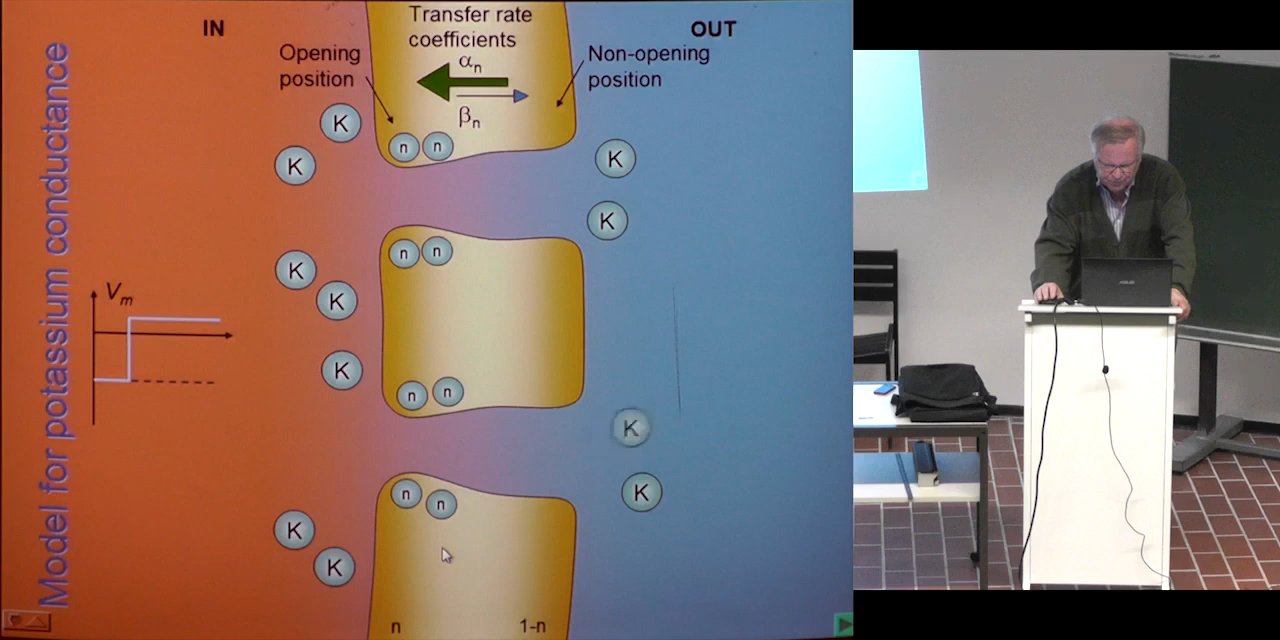 Model for potassium conductance
IN
OUT
Transfer rate
coefficients
Opening
position
Non-opening
position
αn
βn
n n
K
K
K
K
n n
K
K
K
Vm
n n
K
K
n n
K
K
n
1-n
ASUS